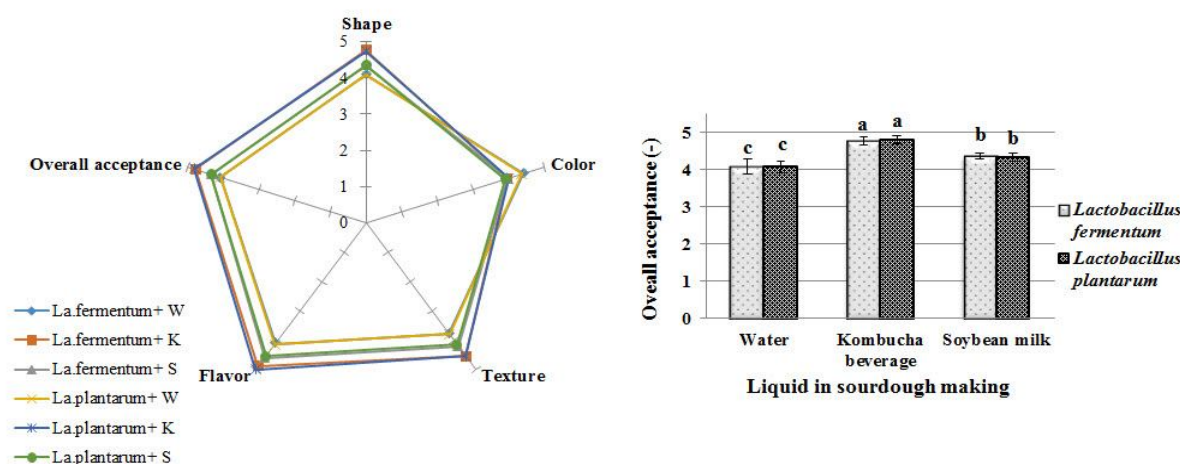 Shape
5
4
3
2
1
0
Color
Texture
Flavor
Overall acceptance
La.fermentum+ W
La.fermentum+ K
La.fermentum+ S
La.plantarum+ W
La.plantarum+ K
La.plantarum+ S
Oveall acceptance (-)
5
4
3
2
1
0
c c
a a
b b
Water
Kombucha
beverage
Soybean milk
Liquid in sourdough making
Lactobacillus
fermentum
Lactobacillus
plantarum